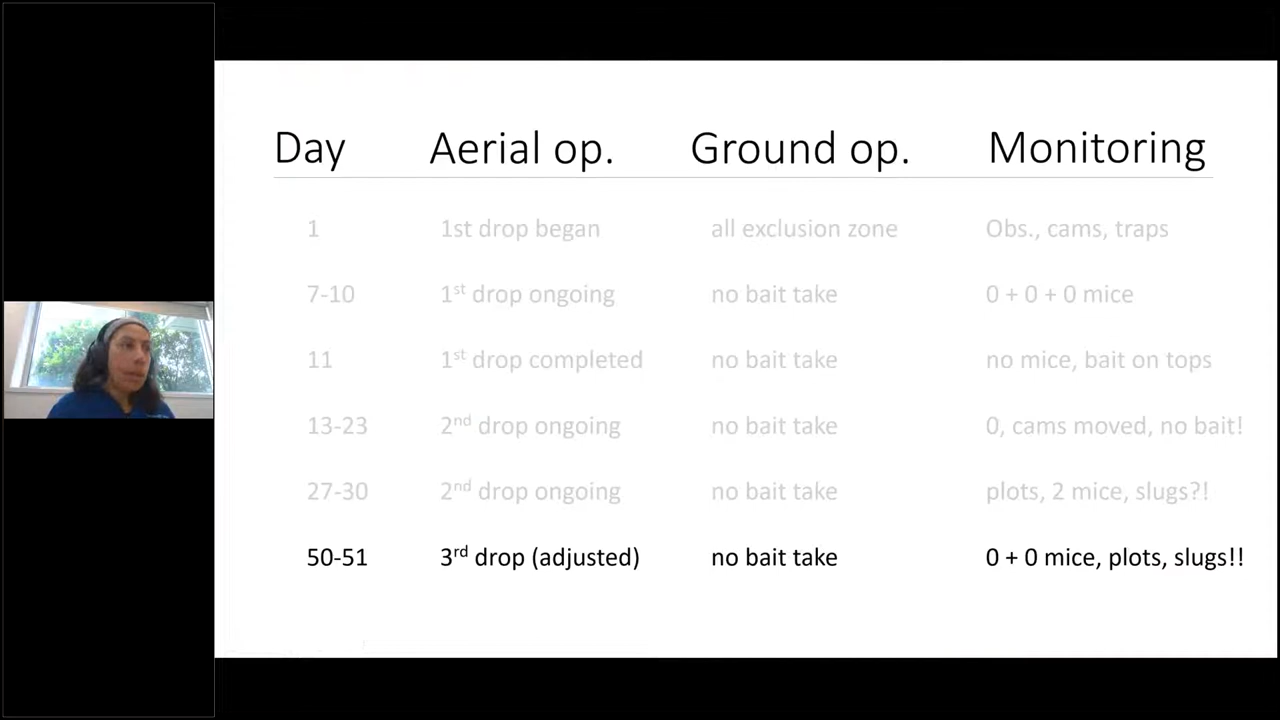 Day Aerial op. Ground op. Monitoring
1 1st drop began all exclusion zone Obs., cams, traps
7-10 1st drop ongoing no bait take 0 + 0 + 0 mice
11 1st drop completed no bait take no mice, bait on tops
13-23 2nd drop ongoing no bait take 0, cams moved, no bait!
27-30 2nd drop ongoing no bait take plots, 2 mice, slugs?!
50-51 3rd drop (adjusted) no bait take 0 + 0 mice, plots, slugs!!